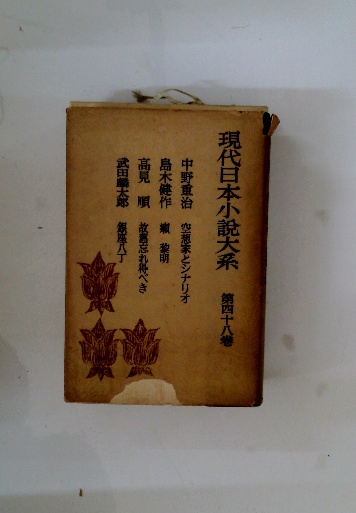 現代日本小説大系 第四十八巻
中野重治 空想家とシナリオ
島木健作 癩 黎明
高見順 故旧忘れ得べき
武田麟太郎 銀座八丁